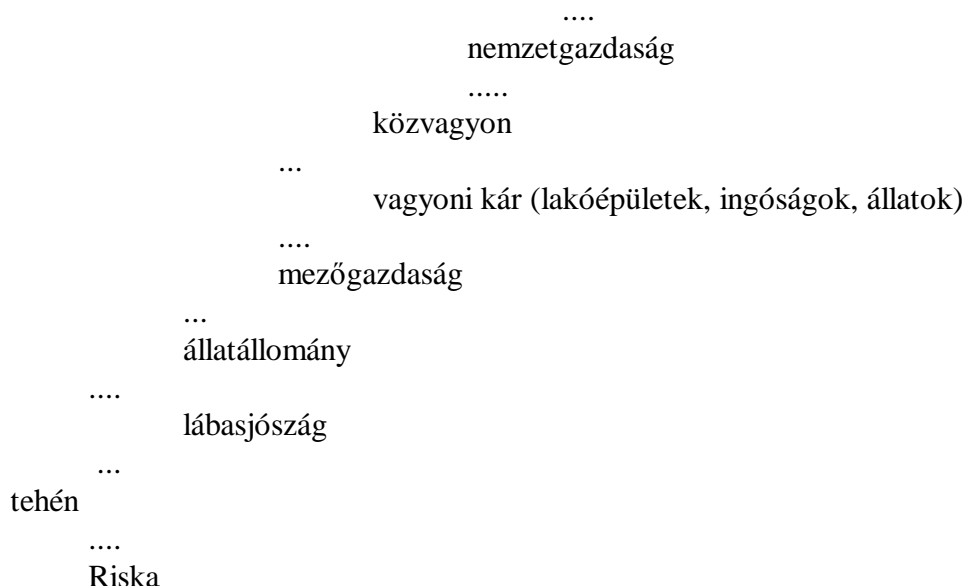 ....
nemzetgazdaság
.....
közvagyon
...
vagyoni kár (lakóépületek, ingóságok, állatok)
....
mezőgazdaság
...
állatállomány
....
lábasjószág
...
tehén
....
Riska